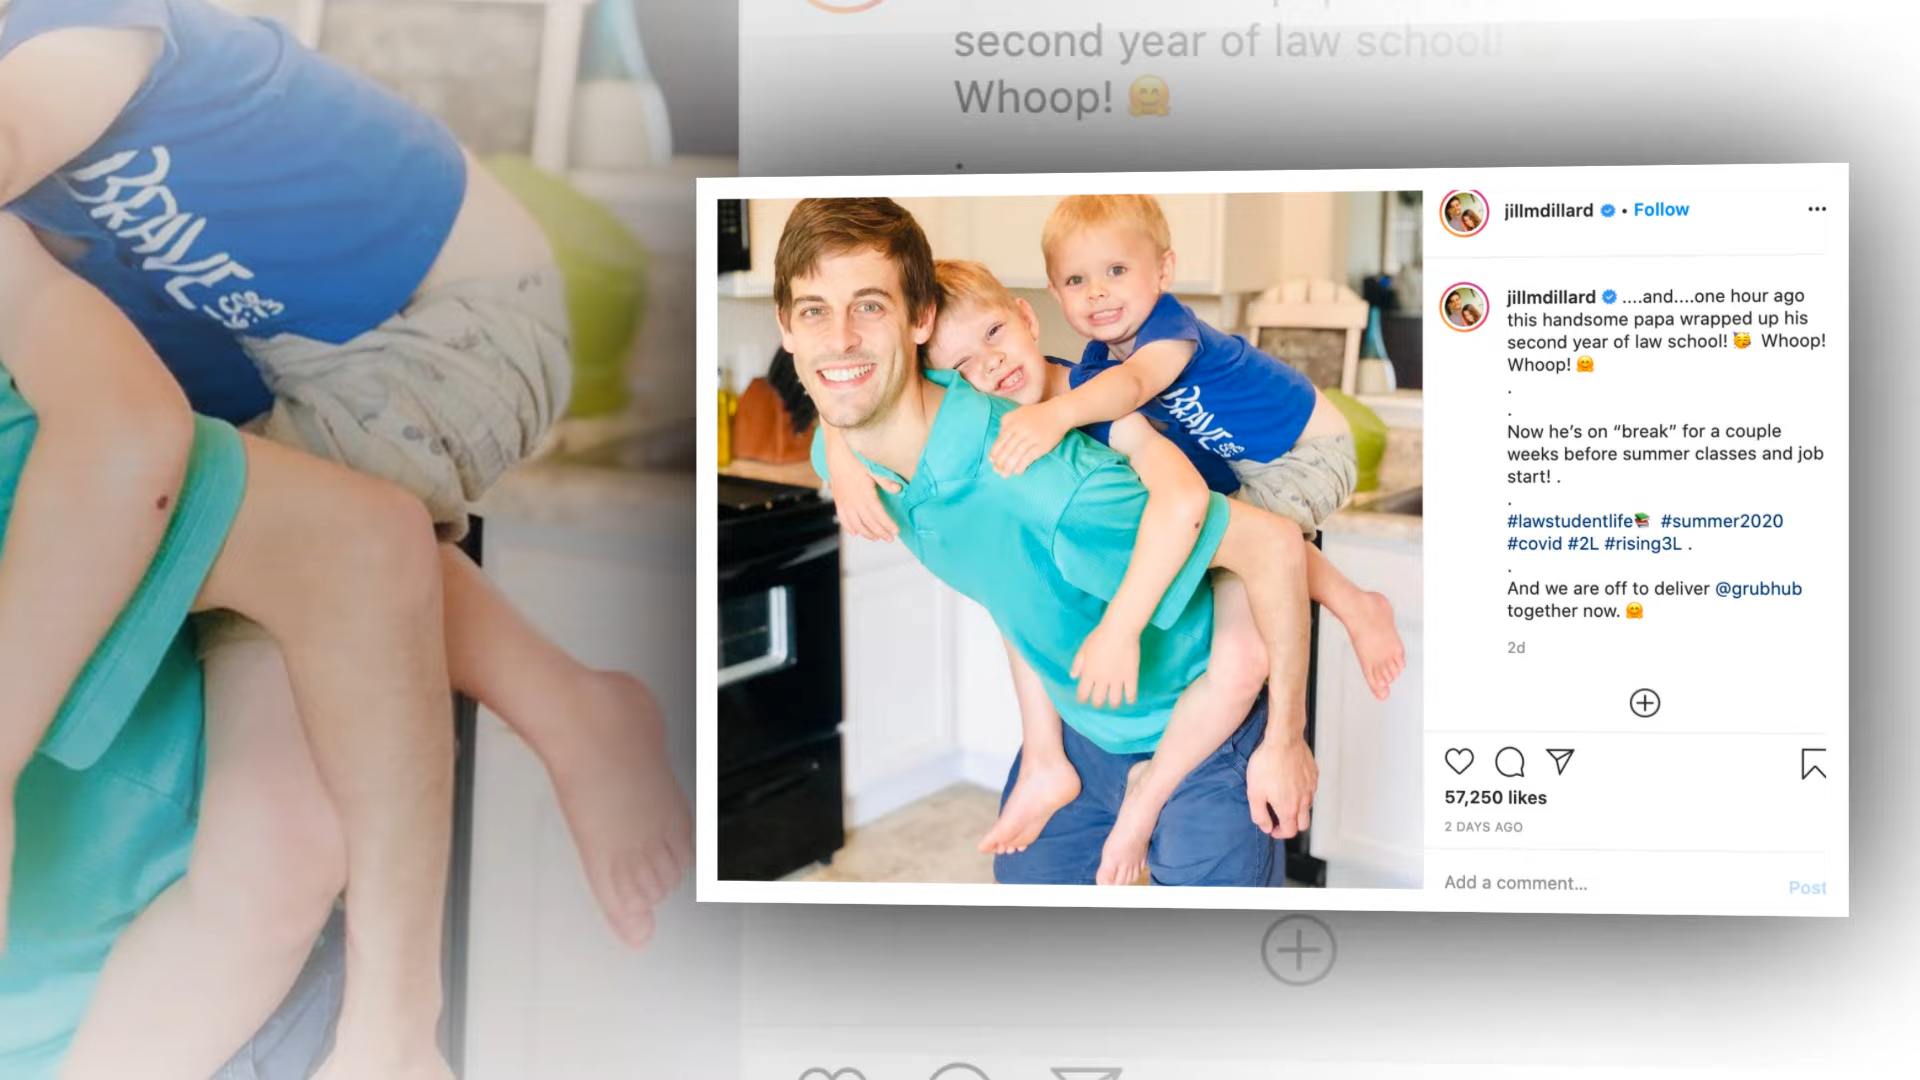 second year of law school!
Whoop! 🤗
.
BRAVE
BRAVE
jillmdillard • Follow
jillmdillard ....and....one hour ago
this handsome papa wrapped up his
second year of law school! 🥳 Whoop!
Whoop! 🤗
.
.
Now he's on “break” for a couple
weeks before summer classes and job
start! .
.
#lawstudentlife📚 #summer2020
#covid #2L #rising3L .
.
And we are off to deliver @grubhub
together now. 🤗
2d
57,250 likes
2 DAYS AGO
Add a comment...
Post